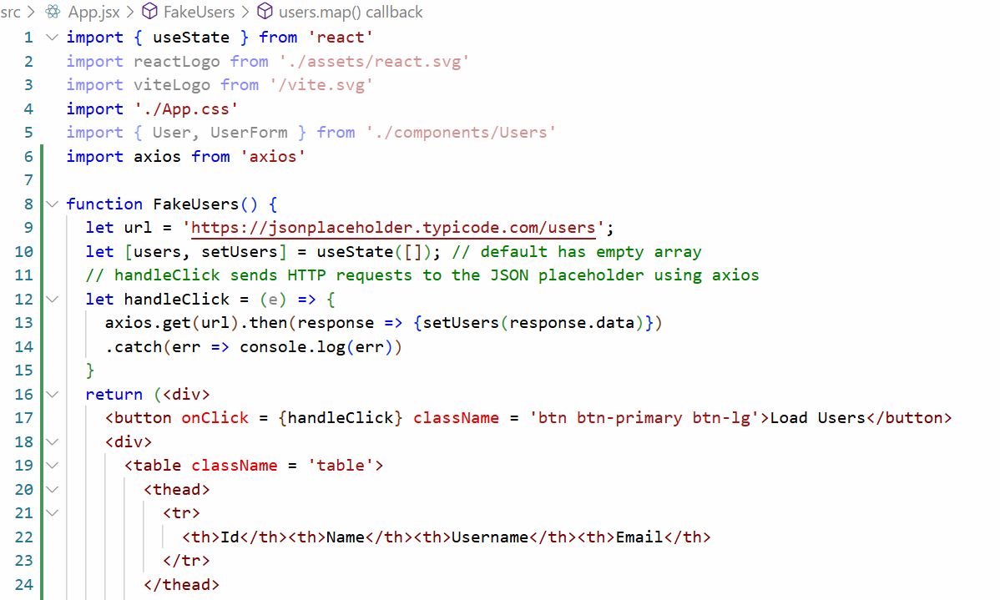 src > App.jsx > FakeUsers > users.map() callback
1 import { useState } from 'react'
2 import reactLogo from './assets/react.svg'
3 import viteLogo from '/vite.svg'
4 import './App.css'
5 import { User, UserForm } from './components/Users'
6 import axios from 'axios'
7
8 function FakeUsers() {
9   let url = 'https://jsonplaceholder.typicode.com/users';
10   let [users, setUsers] = useState([]); // default has empty array
11   // handleClick sends HTTP requests to the JSON placeholder using axios
12   let handleClick = (e) => {
13     axios.get(url).then(response => {setUsers(response.data)})
14     .catch(err => console.log(err))
15   }
16   return (<div>
17     <button onClick = {handleClick} className = 'btn btn-primary btn-lg'>Load Users</button>
18     <div>
19       <table className = 'table'>
20         <thead>
21           <tr>
22             <th>Id</th><th>Name</th><th>Username</th><th>Email</th>
23           </tr>
24         </thead>